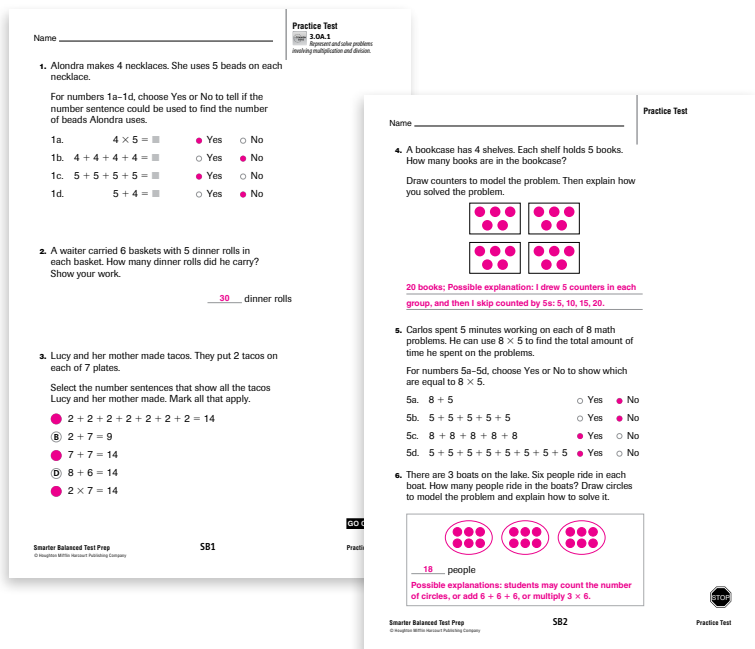 Name
Practice Test
3.OA.1
Represent and solve problems
involving multiplication and division.
1. Alondra makes 4 necklaces. She uses 5 beads on each
necklace.
For numbers 1a–1d, choose Yes or No to tell if the
number sentence could be used to find the number
of beads Alondra uses.
1a. 4 × 5 = ■ ● Yes ○ No
1b. 4 + 4 + 4 + 4 = ■ ○ Yes ● No
1c. 5 + 5 + 5 + 5 = ■ ● Yes ○ No
1d. 5 + 4 = ■ ○ Yes ● No
2. A waiter carried 6 baskets with 5 dinner rolls in
each basket. How many dinner rolls did he carry?
Show your work.
30 dinner rolls
3. Lucy and her mother made tacos. They put 2 tacos on
each of 7 plates.
Select the number sentences that show all the tacos
Lucy and her mother made. Mark all that apply.
● 2 + 2 + 2 + 2 + 2 + 2 + 2 = 14
Ⓑ 2 + 7 = 9
● 7 + 7 = 14
Ⓓ 8 + 6 = 14
● 2 × 7 = 14
GO
Smarter Balanced Test Prep
SB1
© Houghton Mifflin Harcourt Publishing Company
Name
Practice Test
4. A bookcase has 4 shelves. Each shelf holds 5 books.
How many books are in the bookcase?
Draw counters to model the problem. Then explain how
you solved the problem.
20 books; Possible explanation: I drew 5 counters in each
group, and then I skip counted by 5s: 5, 10, 15, 20.
5. Carlos spent 5 minutes working on each of 8 math
problems. He can use 8 × 5 to find the total amount of
time he spent on the problems.
For numbers 5a–5d, choose Yes or No to show which
are equal to 8 × 5.
5a. 8 + 5 ○ Yes ● No
5b. 5 + 5 + 5 + 5 + 5 ○ Yes ● No
5c. 8 + 8 + 8 + 8 + 8 ● Yes ○ No
5d. 5 + 5 + 5 + 5 + 5 + 5 + 5 + 5 ● Yes ○ No
6. There are 3 boats on the lake. Six people ride in each
boat. How many people ride in the boats? Draw circles
to model the problem and explain how to solve it.
18 people
Possible explanations: students may count the number
of circles, or add 6 + 6 + 6, or multiply 3 × 6.
STOP
Smarter Balanced Test Prep
SB2
Practice Test
© Houghton Mifflin Harcourt Publishing Company